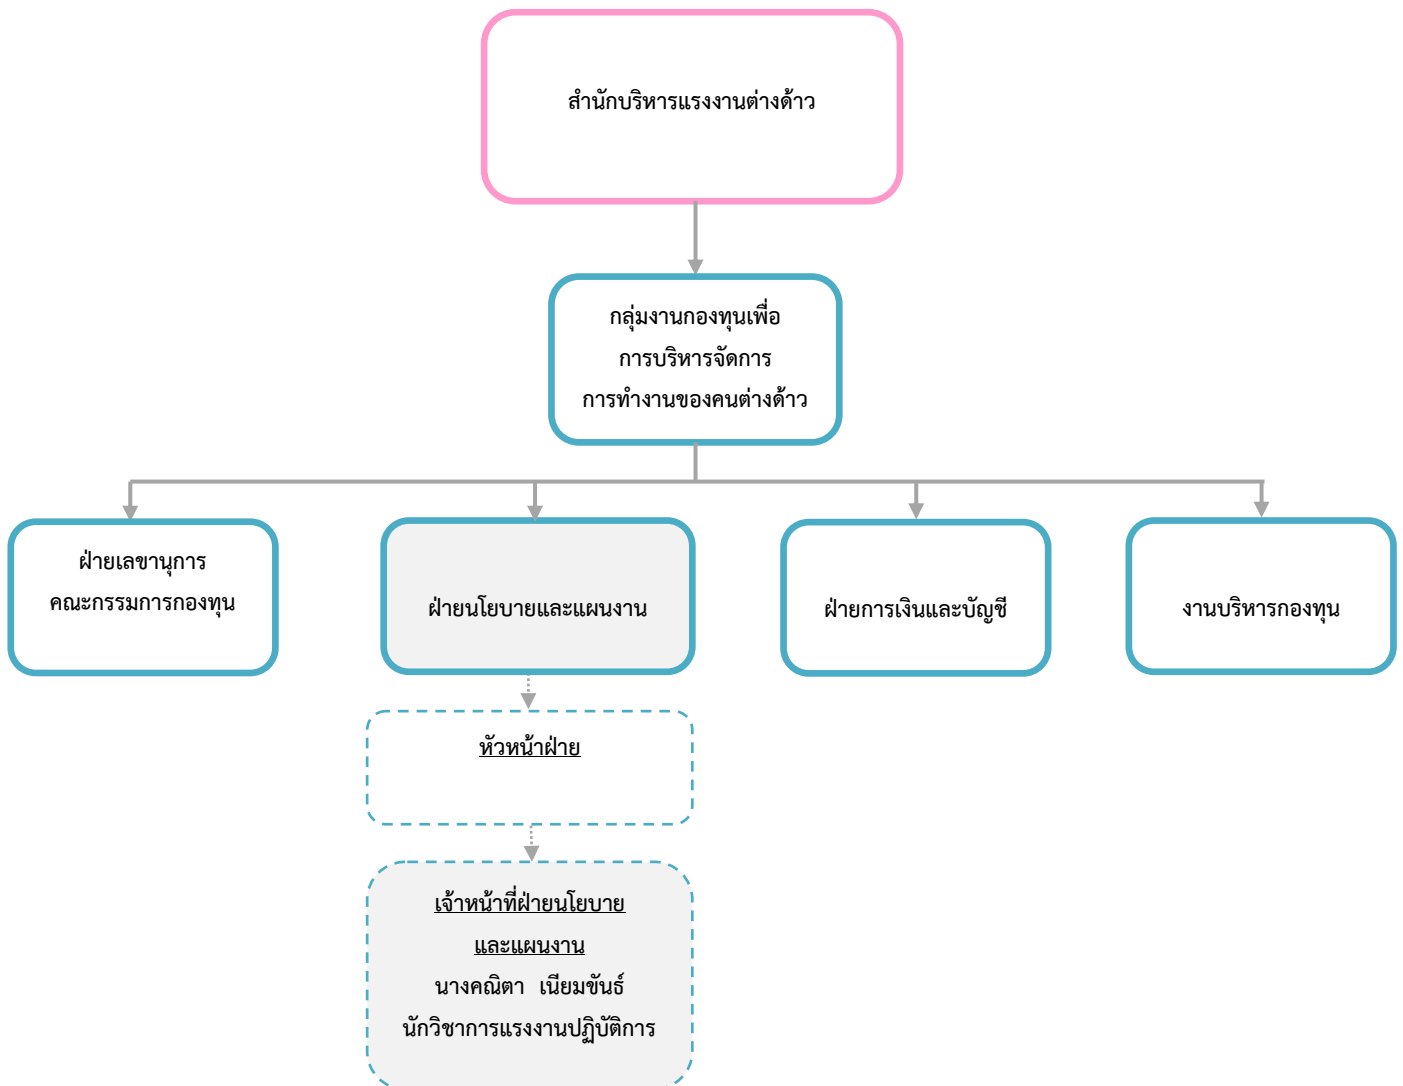 สำนักบริหารแรงงานต่างด้าว
กลุ่มงานกองทุนเพื่อ
การบริหารจัดการ
การทำงานของคนต่างด้าว
ฝ่ายเลขานุการ
คณะกรรมการกองทุน
ฝ่ายนโยบายและแผนงาน
ฝ่ายการเงินและบัญชี
งานบริหารกองทุน
หัวหน้าฝ่าย
เจ้าหน้าที่ฝ่ายนโยบาย
และแผนงาน
นางคณิตา เนียมขันธ์
นักวิชาการแรงงานปฏิบัติการ